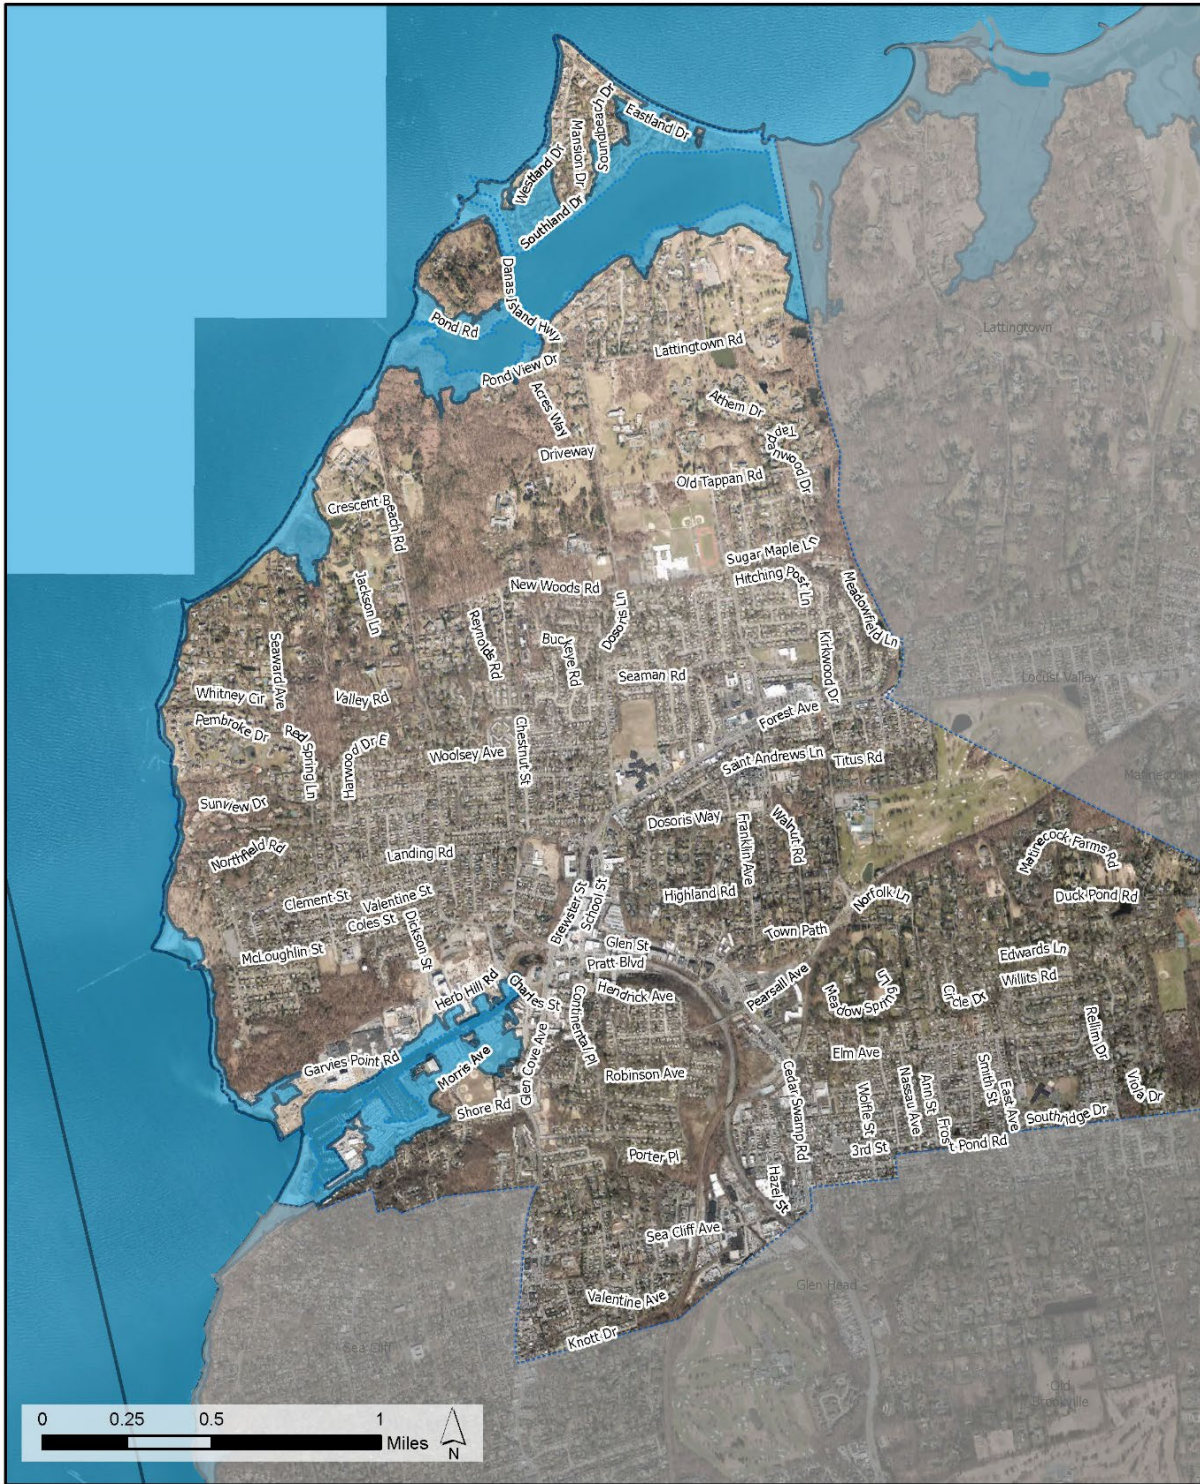 Eastland Dr
Soundbeach Dr
Mansion Dr
Westland Dr
Southland Dr
Danas Island Hwy
Pond Rd
Lattingtown
Lattingtown Rd
Pond View Dr
Acres Way
Athem Dr
Tappanwood Dr
Driveway
Old Tappan Rd
Crescent Beach Rd
Sugar Maple Ln
Hitching Post Ln
New Woods Rd
Jackson Ln
Meadowfield Ln
Dosoris Ln
Reynolds Rd
Buckeye Rd
Kirkwood Dr
Seaward Ave
Seaman Rd
Locust Valley
Whitney Cir
Valley Rd
Forest Ave
Pembroke Dr
Red Spring Ln
Harwood Dr E
Woolsey Ave
Chestnut St
Saint Andrews Ln
Titus Rd
Sunview Dr
Dosoris Way
Franklin Ave
Walnut Rd
Northfield Rd
Landing Rd
Matinecock Farms Rd
Clement St
Valentine St
Highland Rd
Norfolk Ln
Duck Pond Rd
Coles St
Dickson St
Brewster St
School St
Town Path
McLoughlin St
Glen St
Pratt Blvd
Edwards Ln
Willits Rd
Herb Hill Rd
Charles St
Continental Pl
Hendrick Ave
Pearsall Ave
Meadow Spring Ln
Circle Dr
Rellim Dr
Garvies Point Rd
Morris Ave
Glen Cove Ave
Elm Ave
Robinson Ave
Cedar Swamp Rd
Wolfle St
Nassau Ave
Ann St
Smith St
East Ave
Viola Dr
Shore Rd
Southridge Dr
Frost Pond Rd
3rd St
Porter Pl
Hazel St
Sea Cliff Ave
Glen Head
Valentine Ave
Knott Dr
Sea Cliff
Old
Brookville
0 0.25 0.5 1
Miles
N